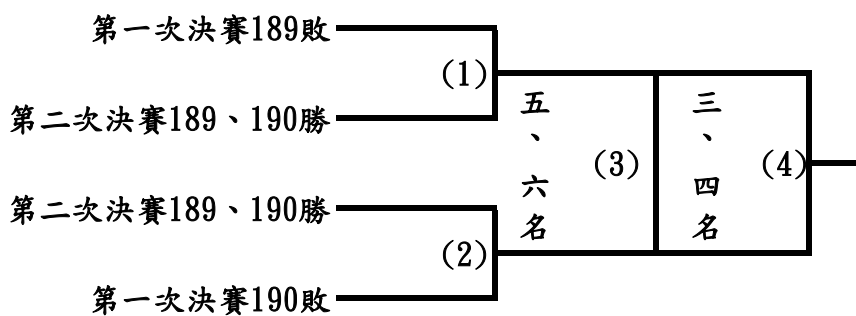 第一次決賽189敗
(1)
第二次決賽189、190勝
五、六名
(3)
三、四名
(4)
第二次決賽189、190勝
(2)
第一次決賽190敗